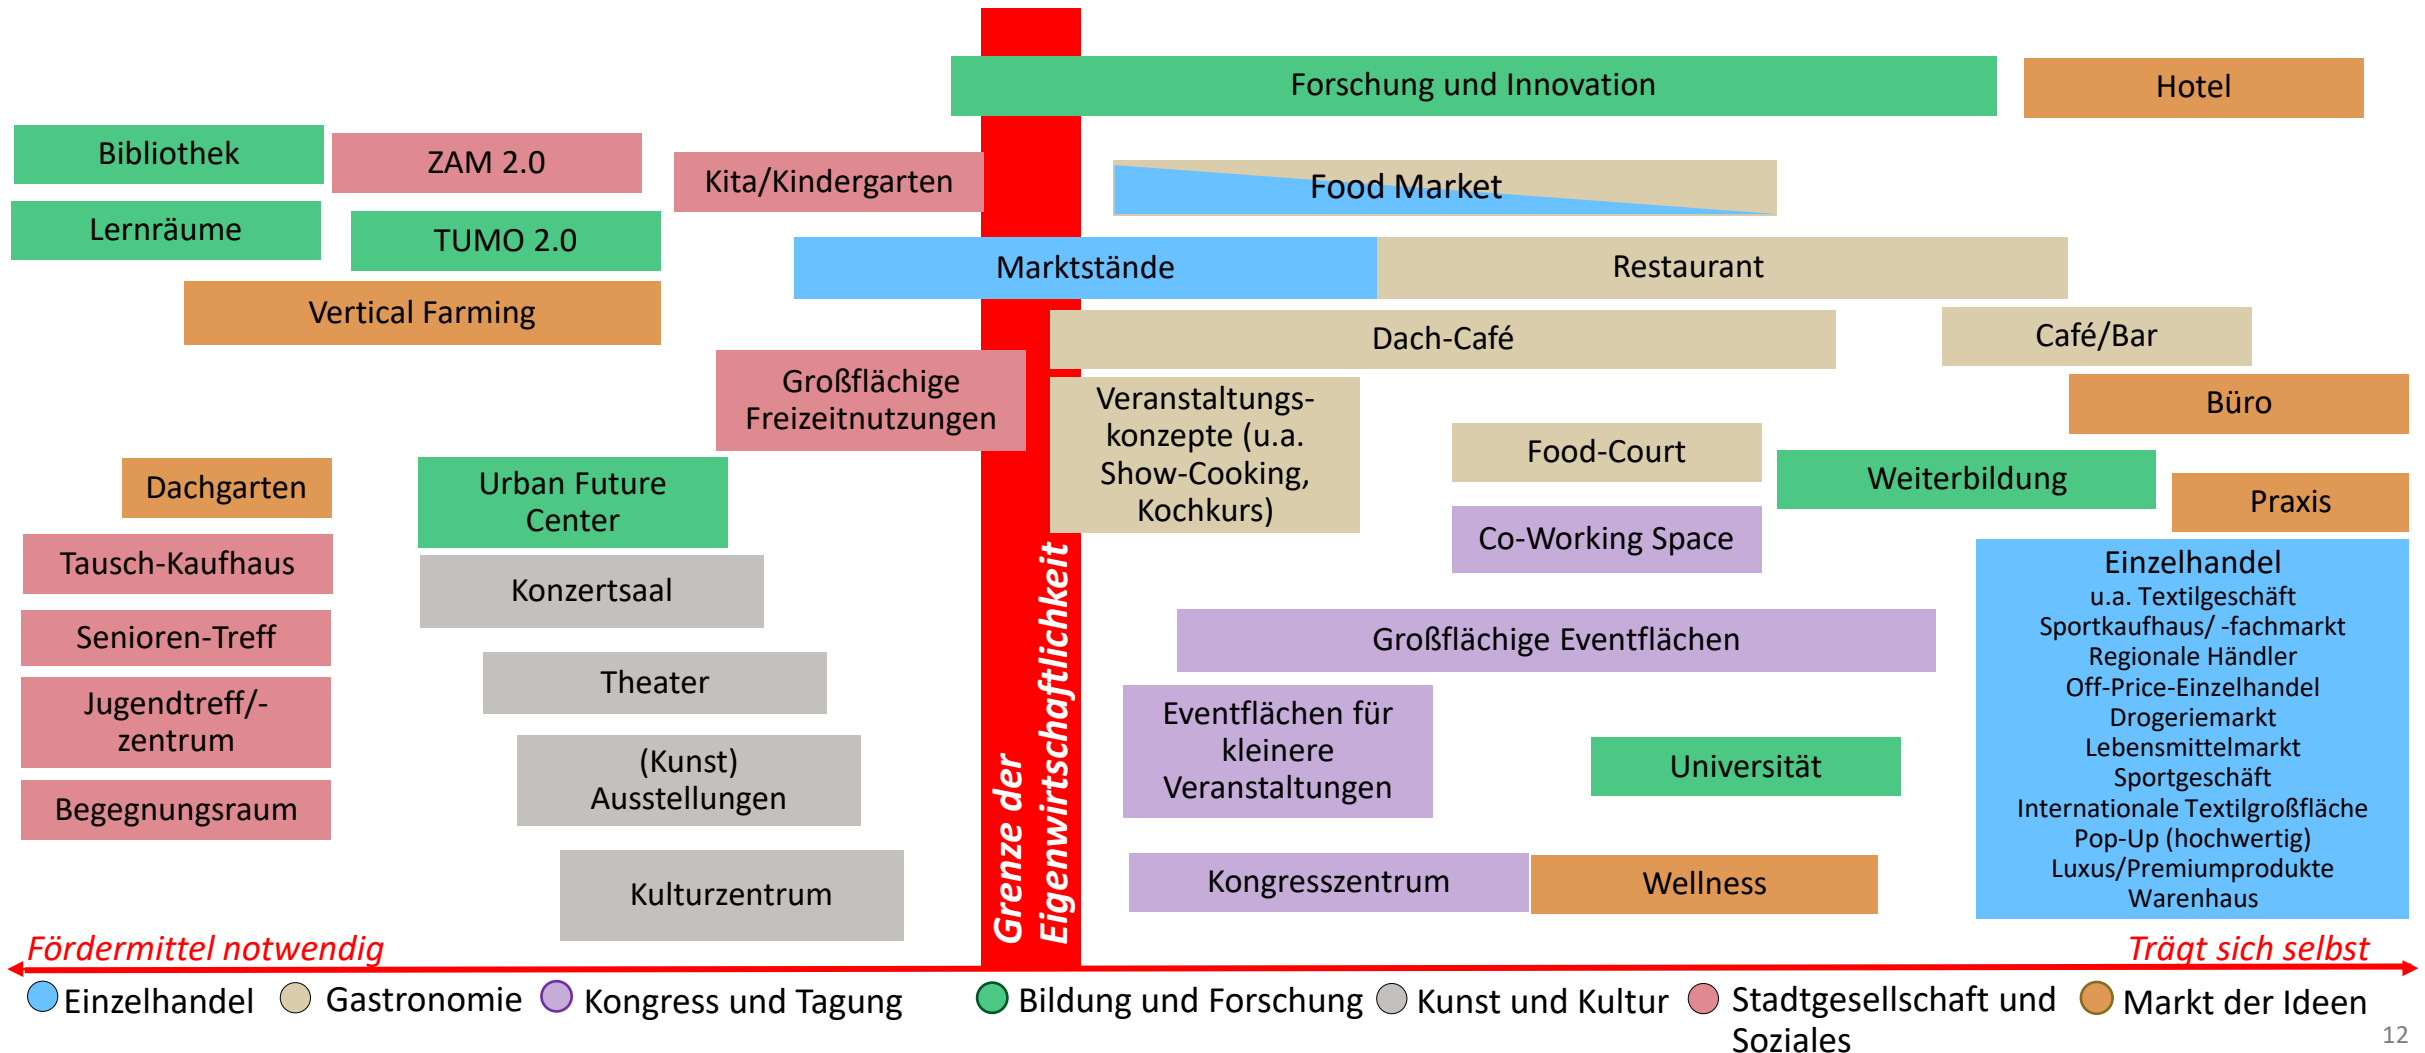 Forschung und Innovation
Hotel
Bibliothek
ZAM 2.0
Kita/Kindergarten
Food Market
Lernräume
TUMO 2.0
Marktstände
Restaurant
Vertical Farming
Dach-Café
Café/Bar
Großflächige
Freizeitnutzungen
Veranstaltungs-
konzepte (u.a.
Show-Cooking,
Kochkurs)
Büro
Food-Court
Weiterbildung
Dachgarten
Urban Future
Center
Praxis
Co-Working Space
Tausch-Kaufhaus
Konzertsaal
Einzelhandel
u.a. Textilgeschäft
Sportkaufhaus/ -fachmarkt
Regionale Händler
Off-Price-Einzelhandel
Drogeriemarkt
Lebensmittelmarkt
Sportgeschäft
Internationale Textilgroßfläche
Pop-Up (hochwertig)
Luxus/Premiumprodukte
Warenhaus
Senioren-Treff
Großflächige Eventflächen
Theater
Jugendtreff/-
zentrum
Eventflächen für
kleinere
Veranstaltungen
(Kunst)
Ausstellungen
Universität
Begegnungsraum
Kulturzentrum
Kongresszentrum
Wellness
Grenze der
Eigenwirtschaftlichkeit
Fördermittel notwendig
Trägt sich selbst
Einzelhandel
Gastronomie
Kongress und Tagung
Bildung und Forschung
Kunst und Kultur
Stadtgesellschaft und
Soziales
Markt der Ideen
12